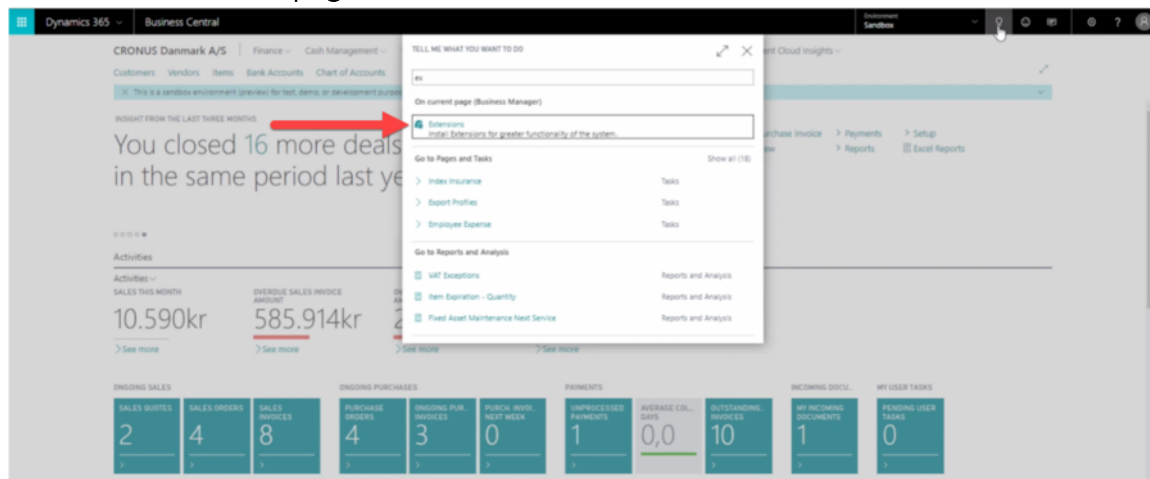 Dynamics 365
Business Central
Environment
Sandbox
?
CRONUS Danmark A/S
Finance
Cash Management
ent Cloud Insights
Customers Vendors Items Bank Accounts Chart of Accounts
This is a sandbox environment (preview) for test, demo, or development purpos
INSIGHT FROM THE LAST THREE MONTHS
You closed 16 more deals
in the same period last ye
TELL ME WHAT YOU WANT TO DO
ex
On current page (Business Manager)
Extensions
Install Extensions for greater functionality of the system.
Go to Pages and Tasks Show all (18)
> Index Insurance Tasks
> Export Profiles Tasks
> Employee Expense Tasks
Go to Reports and Analysis
VAT Exceptions Reports and Analysis
Item Expiration - Quantity Reports and Analysis
Fixed Asset Maintenance Next Service Reports and Analysis
rchase Invoice > Payments > Setup
ew > Reports Excel Reports
Activities
Activities
SALES THIS MONTH
10.590kr
> See more
OVERDUE SALES INVOICE
AMOUNT
585.914kr
> See more
> See more
> See more
ONGOING SALES
SALES QUOTES
2
SALES ORDERS
4
SALES
INVOICES
8
ONGOING PURCHASES
PURCHASE
ORDERS
4
ONGOING PUR..
INVOICES
3
PURCH. INVOI..
NEXT WEEK
0
PAYMENTS
UNPROCESSED
PAYMENTS
1
AVERAGE COL..
DAYS
0,0
OUTSTANDING..
INVOICES
10
INCOMING DOCU..
MY INCOMING
DOCUMENTS
1
MY USER TASKS
PENDING USER
TASKS
0